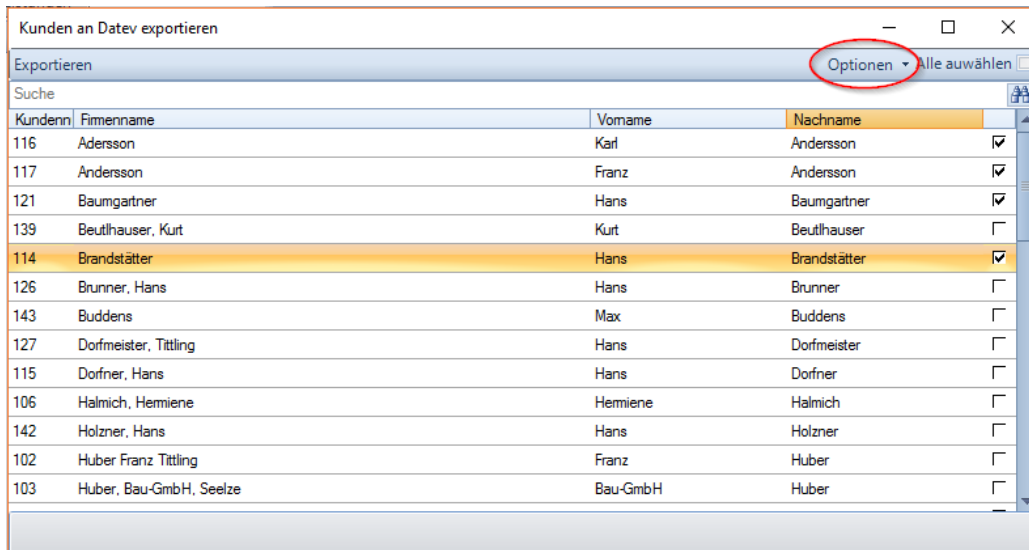 Kunden an Datev exportieren
Exportieren Optionen Alle auwählen
Suche
Kundenn Firmenname Vorname Nachname
116 Adersson Karl Andersson
117 Andersson Franz Andersson
121 Baumgartner Hans Baumgartner
139 Beutlhauser, Kurt Kurt Beutlhauser
114 Brandstätter Hans Brandstätter
126 Brunner, Hans Hans Brunner
143 Buddens Max Buddens
127 Dorfmeister, Tittling Hans Dorfmeister
115 Dorfner, Hans Hans Dorfner
106 Halmich, Hermiene Hermiene Halmich
142 Holzner, Hans Hans Holzner
102 Huber Franz Tittling Franz Huber
103 Huber, Bau-GmbH, Seelze Bau-GmbH Huber